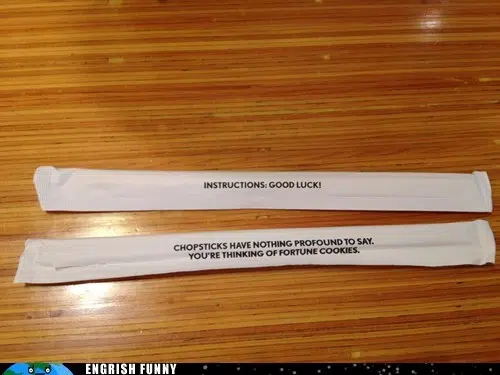 INSTRUCTIONS: GOOD LUCK!
CHOPSTICKS HAVE NOTHING PROFOUND TO SAY.
YOU'RE THINKING OF FORTUNE COOKIES.
ENGRISH FUNNY